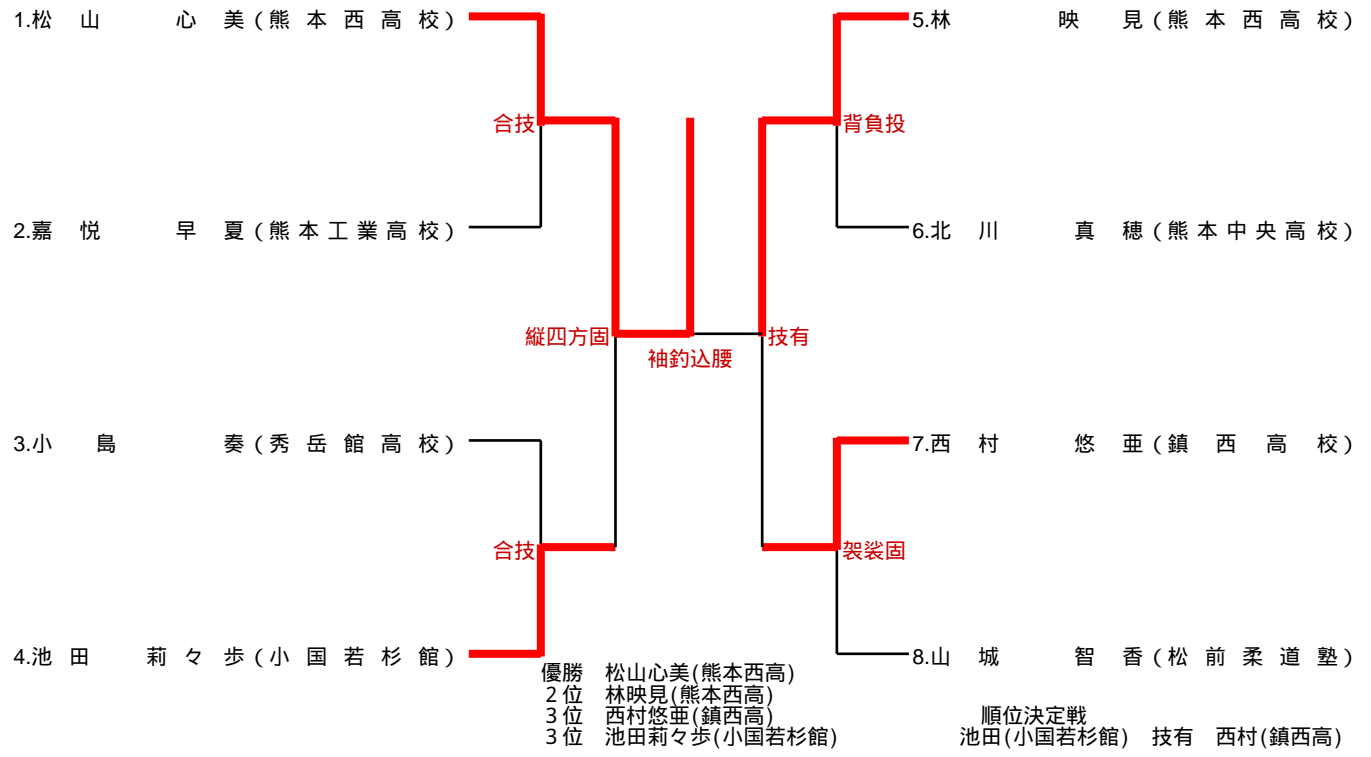 1.松山 心美(熊本西高校)
5.林 映見(熊本西高校)
合技
背負投
2.嘉悦 早夏(熊本工業高校)
6.北川 真穂(熊本中央高校)
縦四方固
技有
袖釣込腰
3.小島 奏(秀岳館高校)
7.西村 悠亜(鎮西高校)
合技
袈裟固
4.池田 莉々歩(小国若杉館)
8.山城 智香(松前柔道塾)
優勝 松山心美(熊本西高)
2位 林映見(熊本西高)
3位 西村悠亜(鎮西高)
順位決定戦
3位 池田莉々歩(小国若杉館)
池田(小国若杉館) 技有 西村(鎮西高)